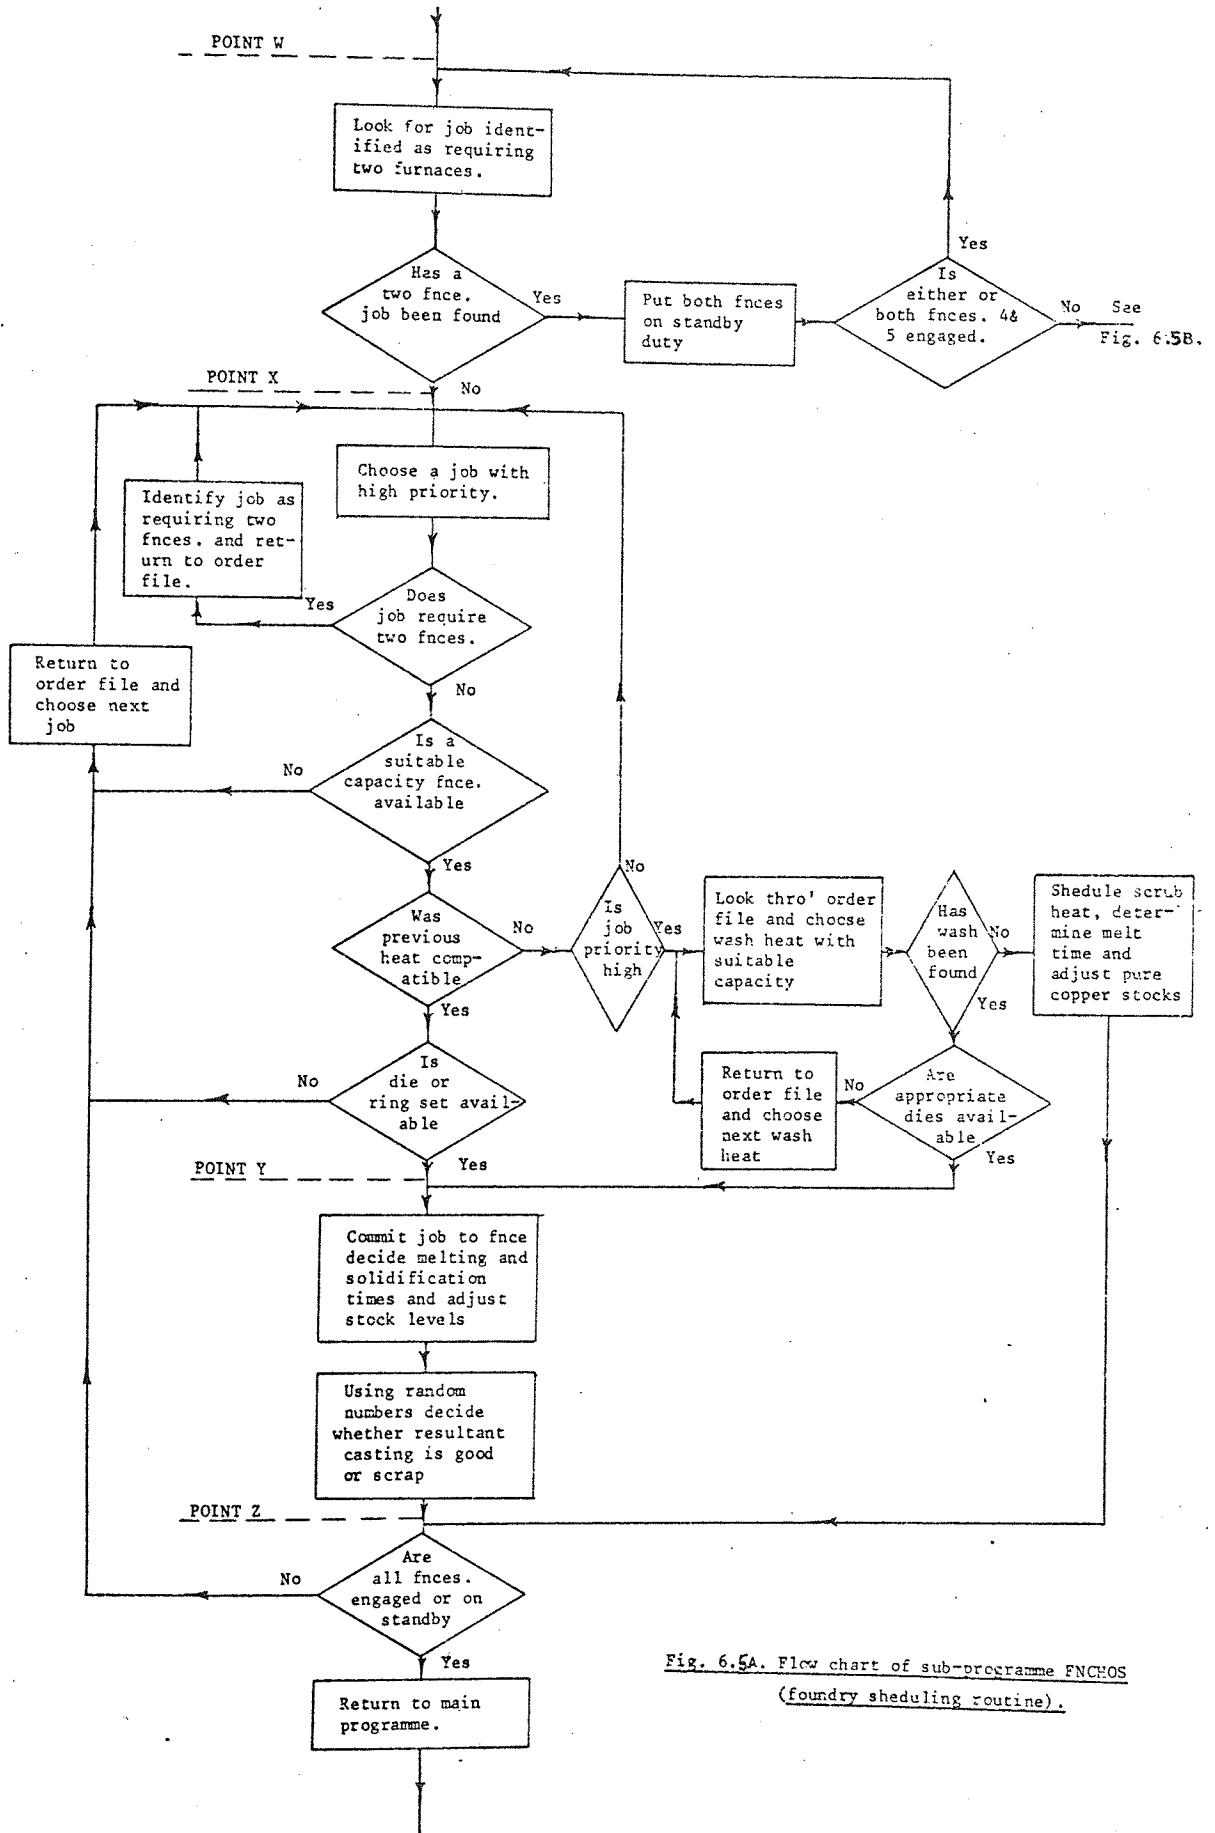 POINT W
Look for job ident-
ified as requiring
two furnaces.
Has a
two fnce.
job been found
Yes
Put both fnces
on standby
duty
Is
either or
both fnces. 4&
5 engaged.
Yes
No
See
Fig. 6.5B.
POINT X
No
Choose a job with
high priority.
Identify job as
requiring two
fnces. and ret-
urn to order
file.
Yes
Does
job require
two fnces.
No
Return to
order file and
choose next
job
Is a
suitable
capacity fnce.
available
No
Yes
Was
previous
heat comp-
atible
No
Yes
Is
job
priority
high
No
Yes
Look thro' order
file and choose
wash heat with
suitable
capacity
Has
wash
been
found
No
Yes
Shedule scrub
heat, deter-
mine melt
time and
adjust pure
copper stocks
Is
die or
ring set avail-
able
No
Yes
Return to
order file
and choose
next wash
heat
No
Are
appropriate
dies avail-
able
Yes
POINT Y
Commit job to fnce
decide melting and
solidification
times and adjust
stock levels
Using random
numbers decide
whether resultant
casting is good
or scrap
POINT Z
Are
all fnces.
engaged or on
standby
No
Yes
Return to main
programme.
Fig. 6.5A. Flow chart of sub-programme FNCHOS
(foundry sheduling routine).